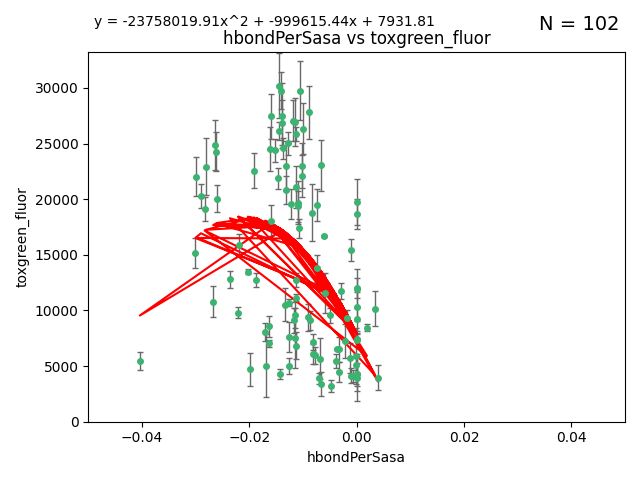 y = -23758019.91x^2 + -999615.44x + 7931.81
N = 102
hbondPerSasa vs toxgreen_fluor
30000
25000
20000
15000
10000
5000
0
toxgreen_fluor
−0.04
−0.02
0.00
0.02
0.04
hbondPerSasa